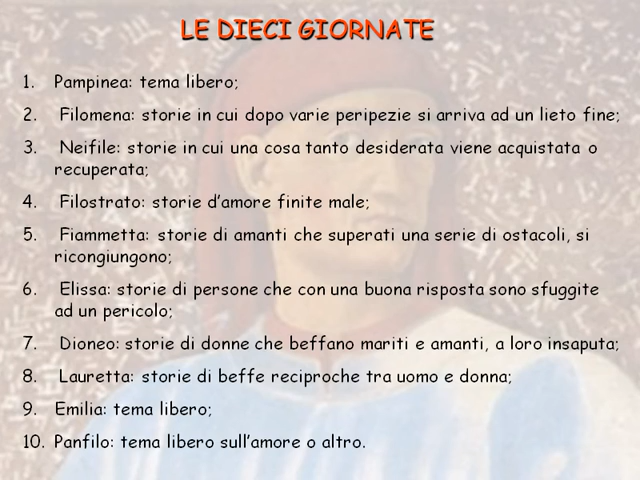 LE DIECI GIORNATE
1. Pampinea: tema libero;
2. Filomena: storie in cui dopo varie peripezie si arriva ad un lieto fine;
3. Neifile: storie in cui una cosa tanto desiderata viene acquistata o
recuperata;
4. Filostrato: storie d'amore finite male;
5. Fiammetta: storie di amanti che superati una serie di ostacoli, si
ricongiungono;
6. Elissa: storie di persone che con una buona risposta sono sfuggite
ad un pericolo;
7. Dioneo: storie di donne che beffano mariti e amanti, a loro insaputa;
8. Lauretta: storie di beffe reciproche tra uomo e donna;
9. Emilia: tema libero;
10. Panfilo: tema libero sull'amore o altro.